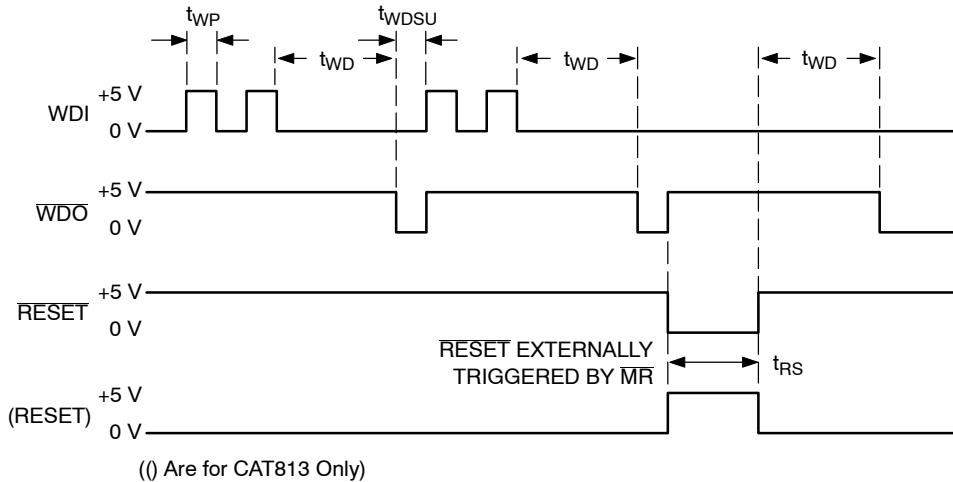 tWP
tWDSU
tWD
tWD
tWD
+5 V
WDI
0 V
+5 V
WDO
0 V
+5 V
RESET
0 V
RESET EXTERNALLY
TRIGGERED BY MR
tRS
+5 V
(RESET)
0 V
(() Are for CAT813 Only)